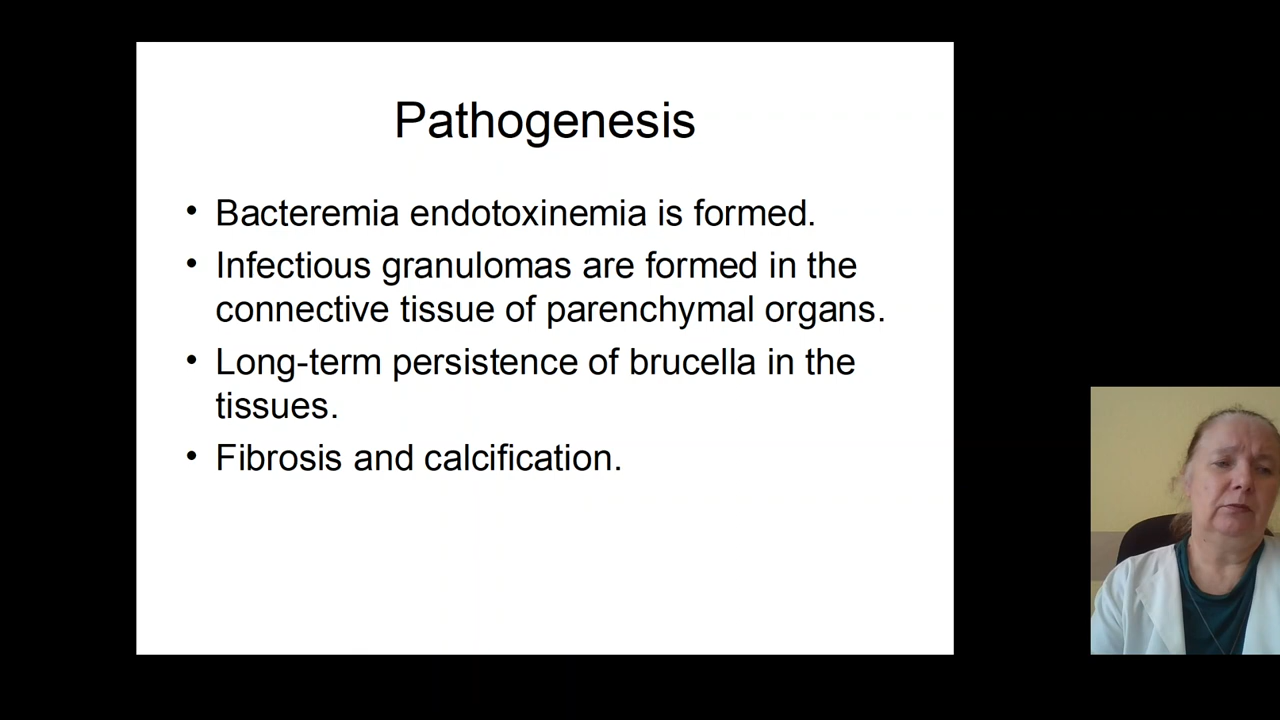 Pathogenesis
• Bacteremia endotoxinemia is formed.
• Infectious granulomas are formed in the
connective tissue of parenchymal organs.
• Long-term persistence of brucella in the
tissues.
• Fibrosis and calcification.